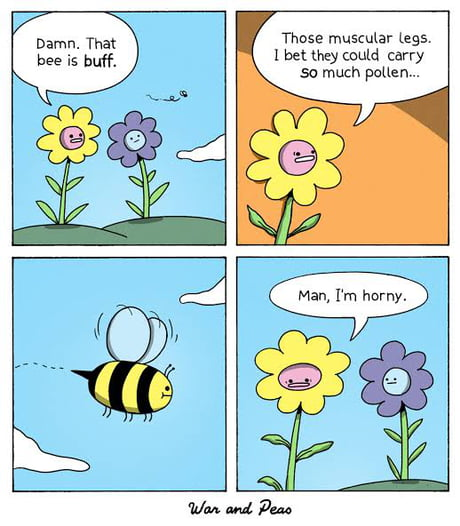 Damn. That
bee is buff.
Those muscular legs.
I bet they could carry
so much pollen...
Man, I'm horny.
War and Peas